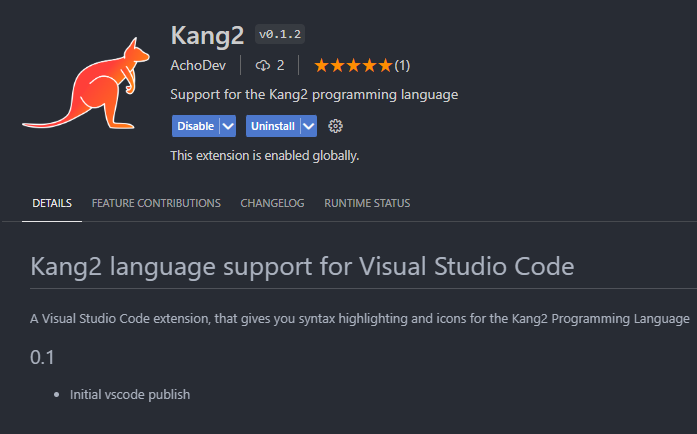 Kang2 v0.1.2
AchoDev 2 (1)
Support for the Kang2 programming language
Disable Uninstall
This extension is enabled globally.
DETAILS FEATURE CONTRIBUTIONS CHANGELOG RUNTIME STATUS
Kang2 language support for Visual Studio Code
A Visual Studio Code extension, that gives you syntax highlighting and icons for the Kang2 Programming Language
0.1
• Initial vscode publish